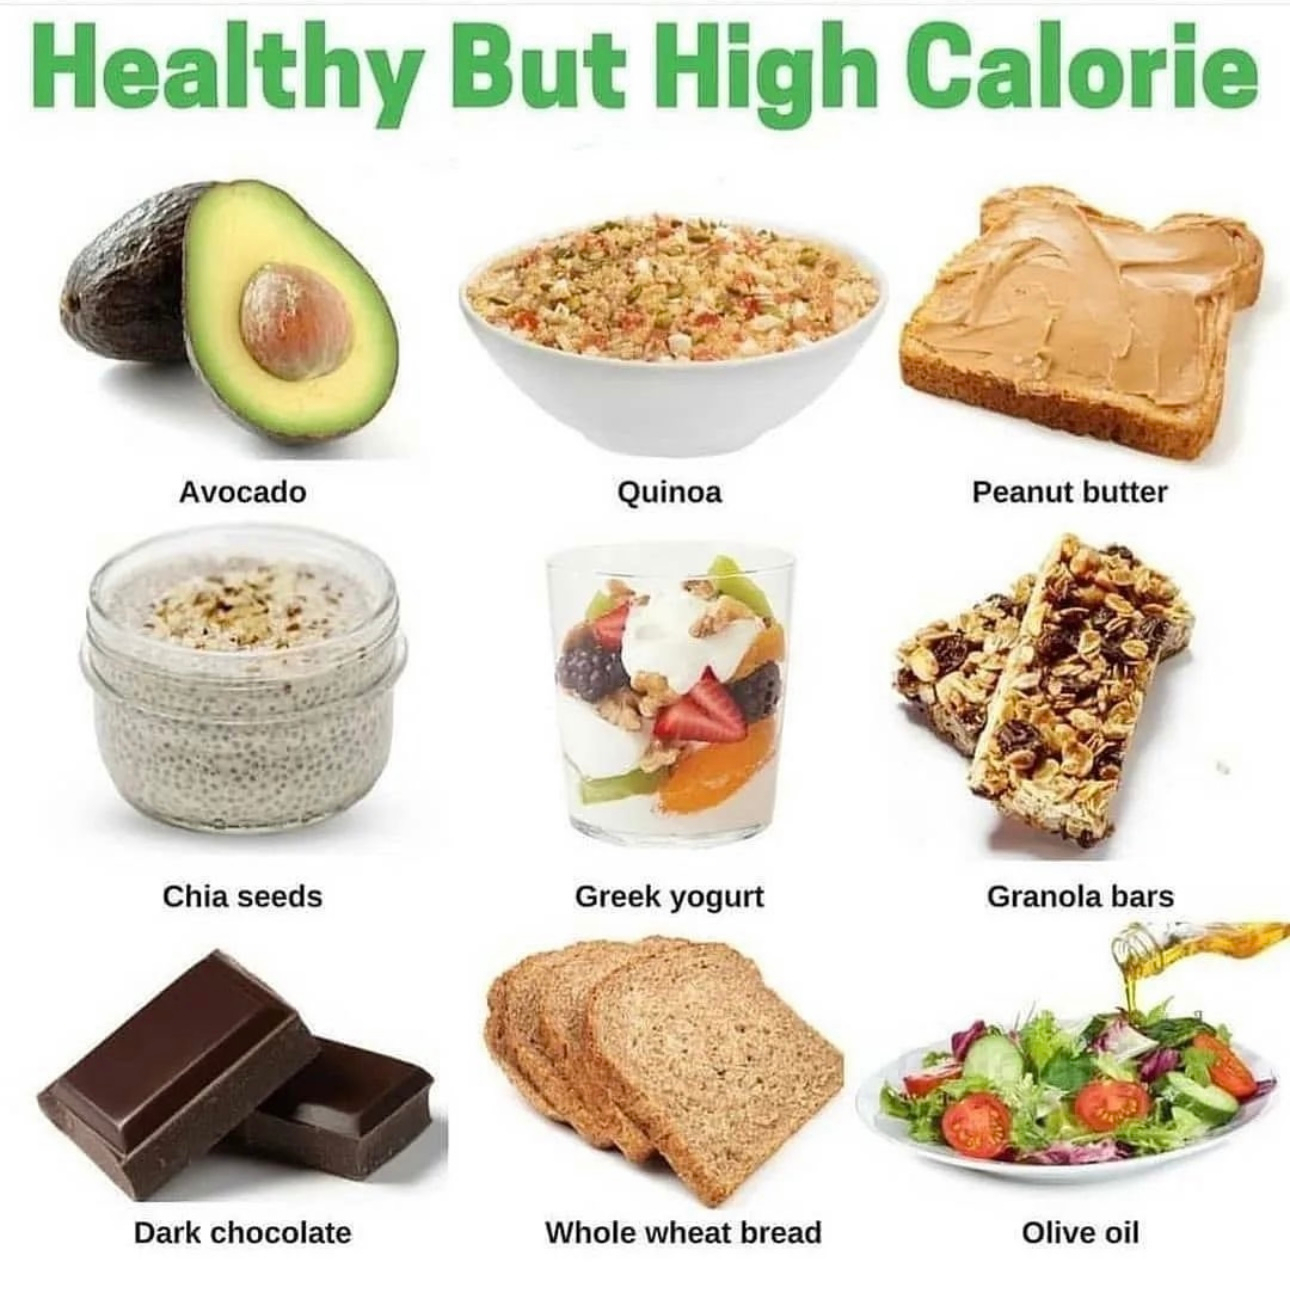 Healthy But High Calorie
Avocado
Quinoa
Peanut butter
Chia seeds
Greek yogurt
Granola bars
Dark chocolate
Whole wheat bread
Olive oil